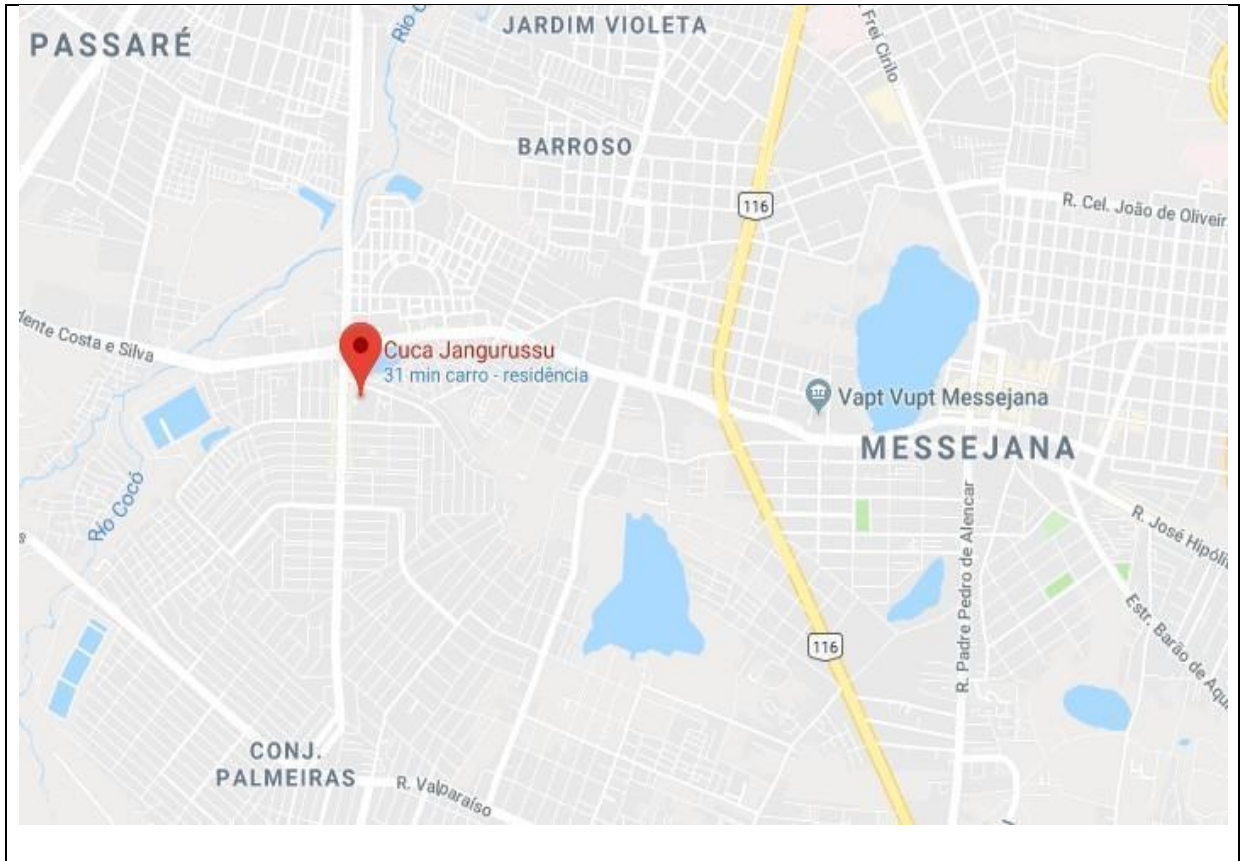 PASSARÉ
Rio C
JARDIM VIOLETA
Frei Cirilo
BARROSO
116
R. Cel. João de Oliveir
dente Costa e Silva
Cuca Jangurussu
31 min carro - residência
Vapt Vupt Messejana
MESSEJANA
Rio Cocó
s
R. José Hipólit
R. Padre Pedro de Alencar
Estr. Barão de Aqu
116
CONJ.
PALMEIRAS
R. Valparaíso